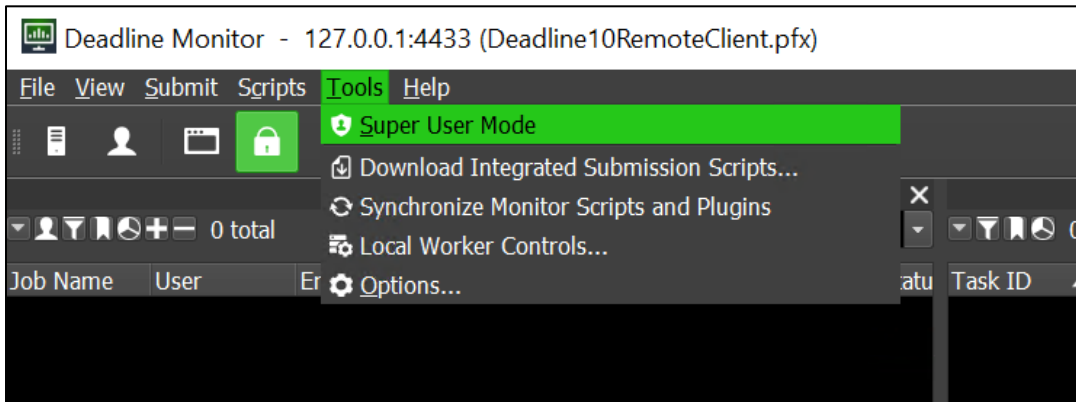 Deadline Monitor - 127.0.0.1:4433 (Deadline10RemoteClient.pfx)
File View Submit Scripts Tools Help
Super User Mode
Download Integrated Submission Scripts...
Synchronize Monitor Scripts and Plugins
0 total
Local Worker Controls...
Job Name User Er
Options...
atu Task ID